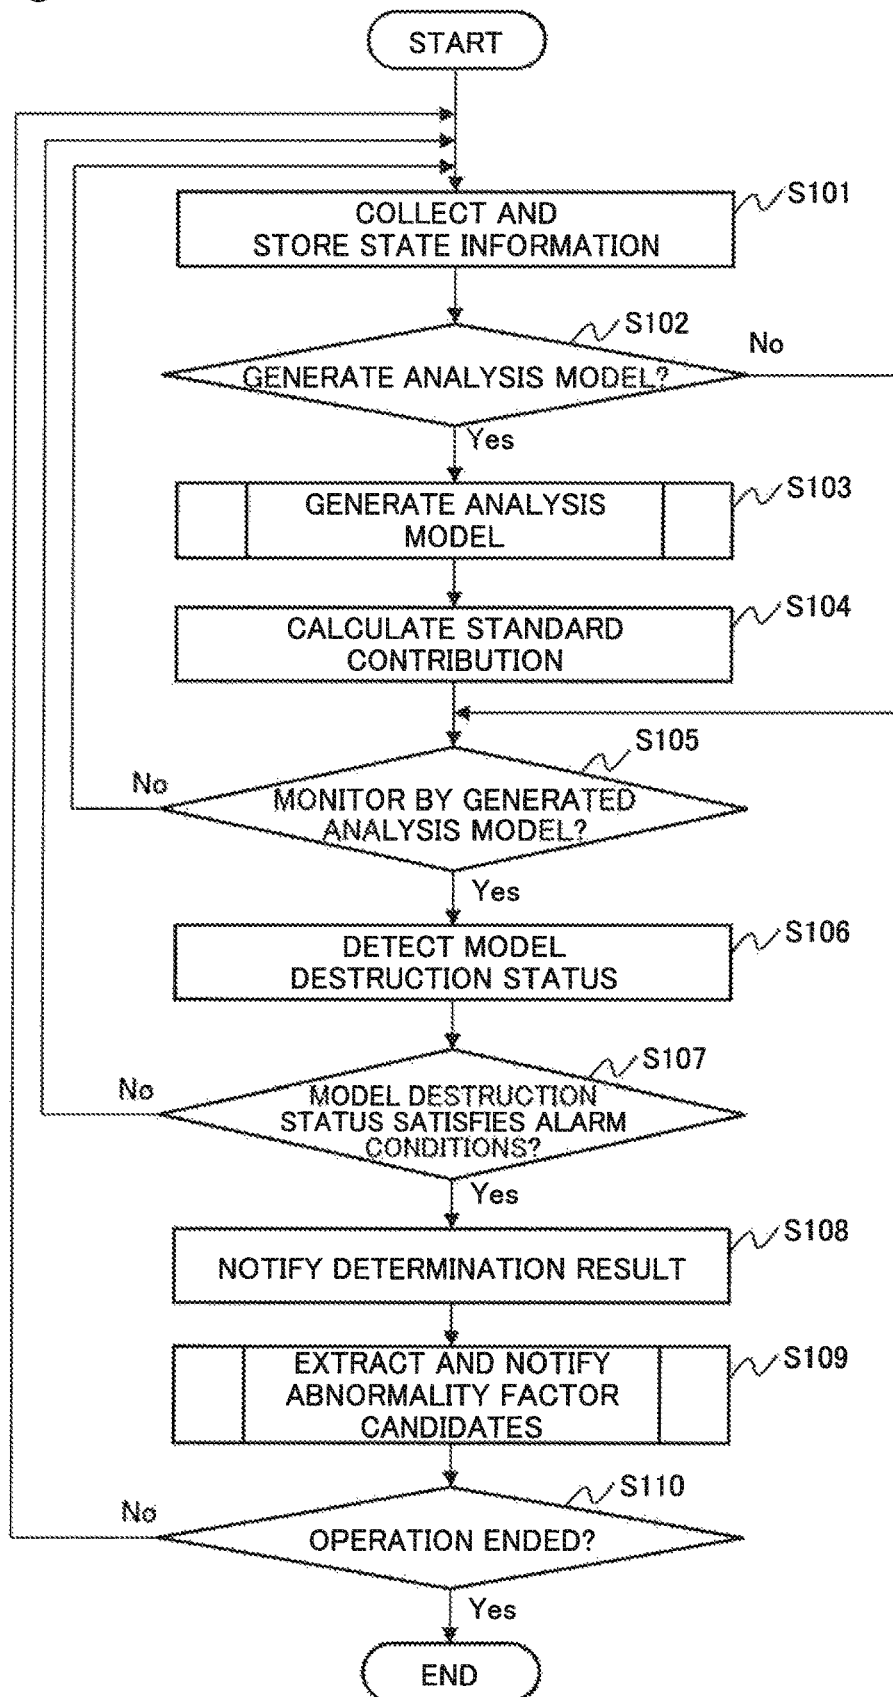 START
COLLECT AND
STORE STATE INFORMATION
S101
S102
GENERATE ANALYSIS MODEL?
No
Yes
GENERATE ANALYSIS
MODEL
S103
CALCULATE STANDARD
CONTRIBUTION
S104
S105
No
MONITOR BY GENERATED
ANALYSIS MODEL?
Yes
DETECT MODEL
DESTRUCTION STATUS
S106
S107
No
MODEL DESTRUCTION
STATUS SATISFIES ALARM
CONDITIONS?
Yes
NOTIFY DETERMINATION RESULT
S108
EXTRACT AND NOTIFY
ABNORMALITY FACTOR
CANDIDATES
S109
S110
No
OPERATION ENDED?
Yes
END